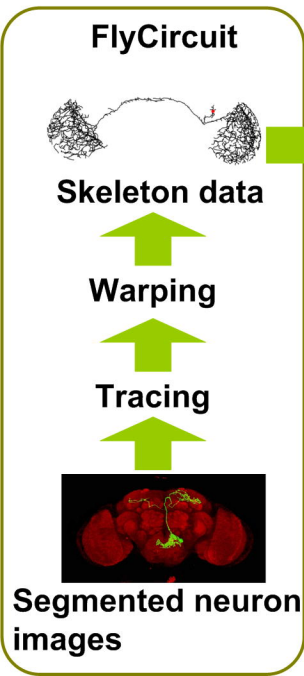 FlyCircuit
Skeleton data
Warping
Tracing
Segmented neuron
images